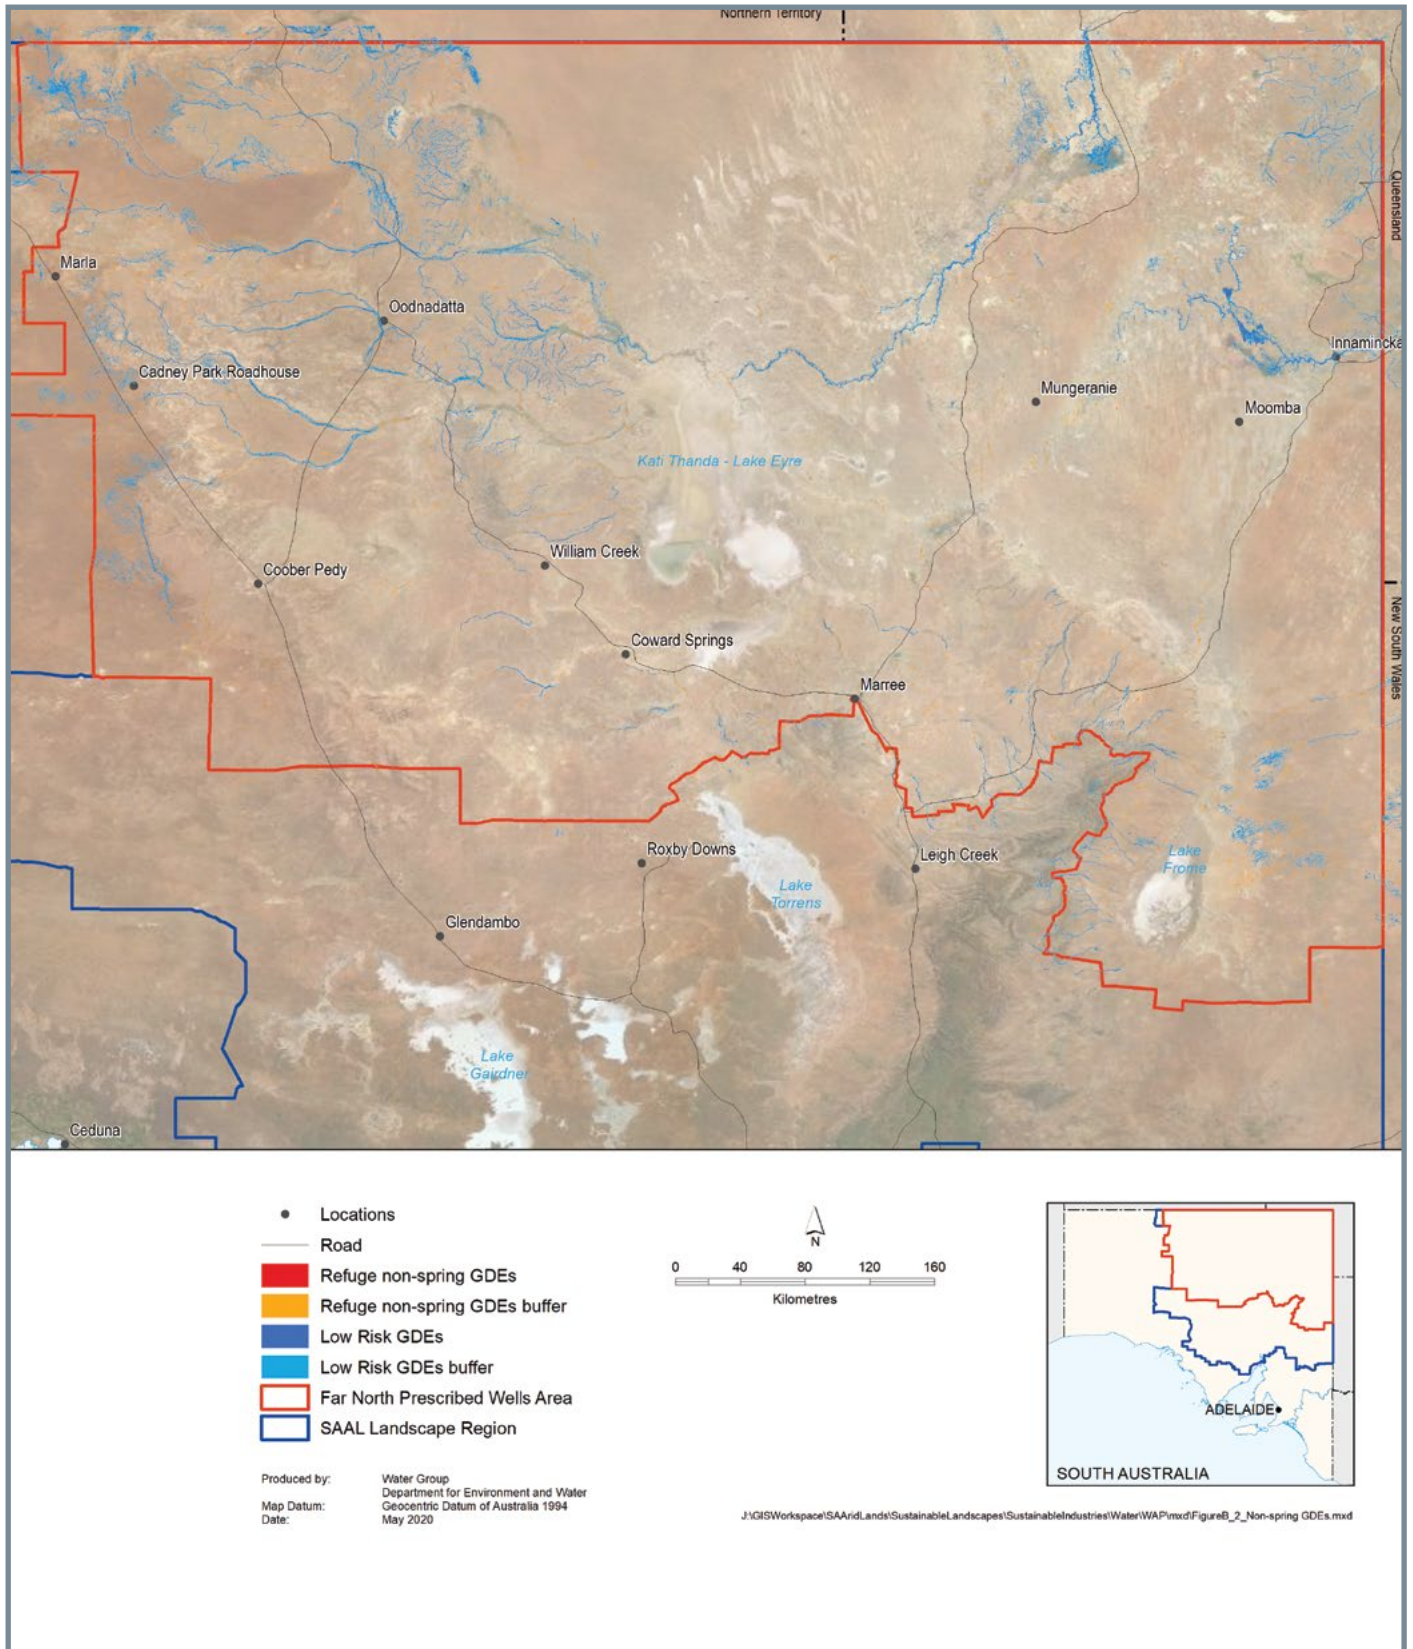 Northern Territory
Queensland
Marla
Oodnadatta
Innamincka
Cadney Park Roadhouse
Mungeranie
Moomba
Kati Thanda - Lake Eyre
William Creek
Coober Pedy
New South Wales
Coward Springs
Marree
Roxby Downs
Leigh Creek
Lake
Frome
Lake
Torrens
Glendambo
Lake
Gairdner
Ceduna
Locations
Road
Refuge non-spring GDEs
Refuge non-spring GDEs buffer
Low Risk GDEs
Low Risk GDEs buffer
Far North Prescribed Wells Area
SAAL Landscape Region
N
0 40 80 120 160
Kilometres
ADELAIDE
SOUTH AUSTRALIA
Produced by: Water Group
Department for Environment and Water
Map Datum: Geocentric Datum of Australia 1994
Date: May 2020
J:\GISWorkspace\SAAridLands\SustainableLandscapes\SustainableIndustries\Water\WAP\mxd\FigureB_2_Non-spring GDEs.mxd